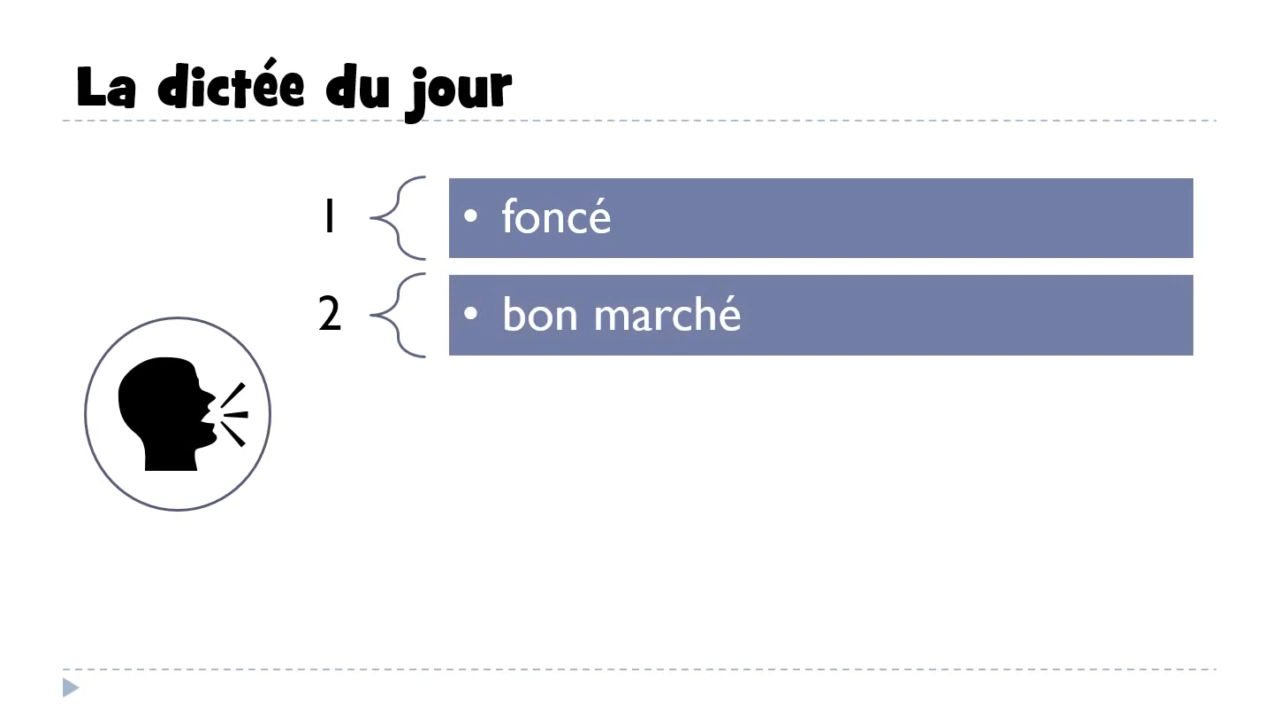 La dictée du jour
1
• foncé
2
• bon marché